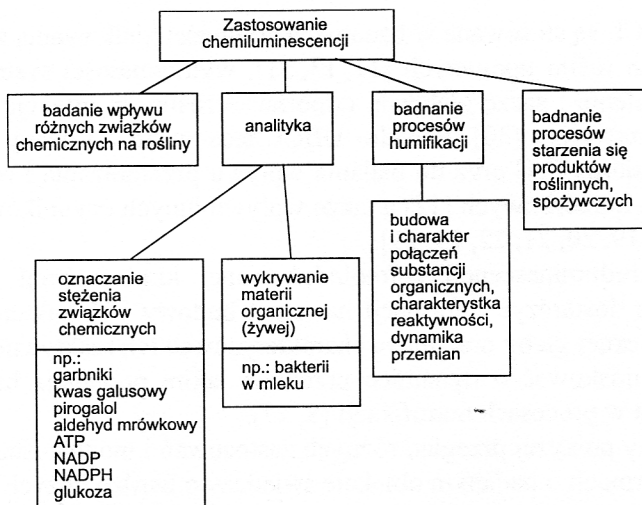 Zastosowanie
chemiluminescencji
badanie wpływu
różnych związków
chemicznych na rośliny
analityka
badnanie
procesów
humifikacji
badnanie
procesów
starzenia się
produktów
roślinnych,
spożywczych
budowa
i charakter
połączeń
substancji
organicznych,
charakterstka
reaktywności,
dynamika
przemian
oznaczanie
stężenia
związków
chemicznych
np.:
garbniki
kwas galusowy
pirogalol
aldehyd mrówkowy
ATP
NADP
NADPH
glukoza
wykrywanie
materii
organicznej
(żywej)
np.: bakterii
w mleku